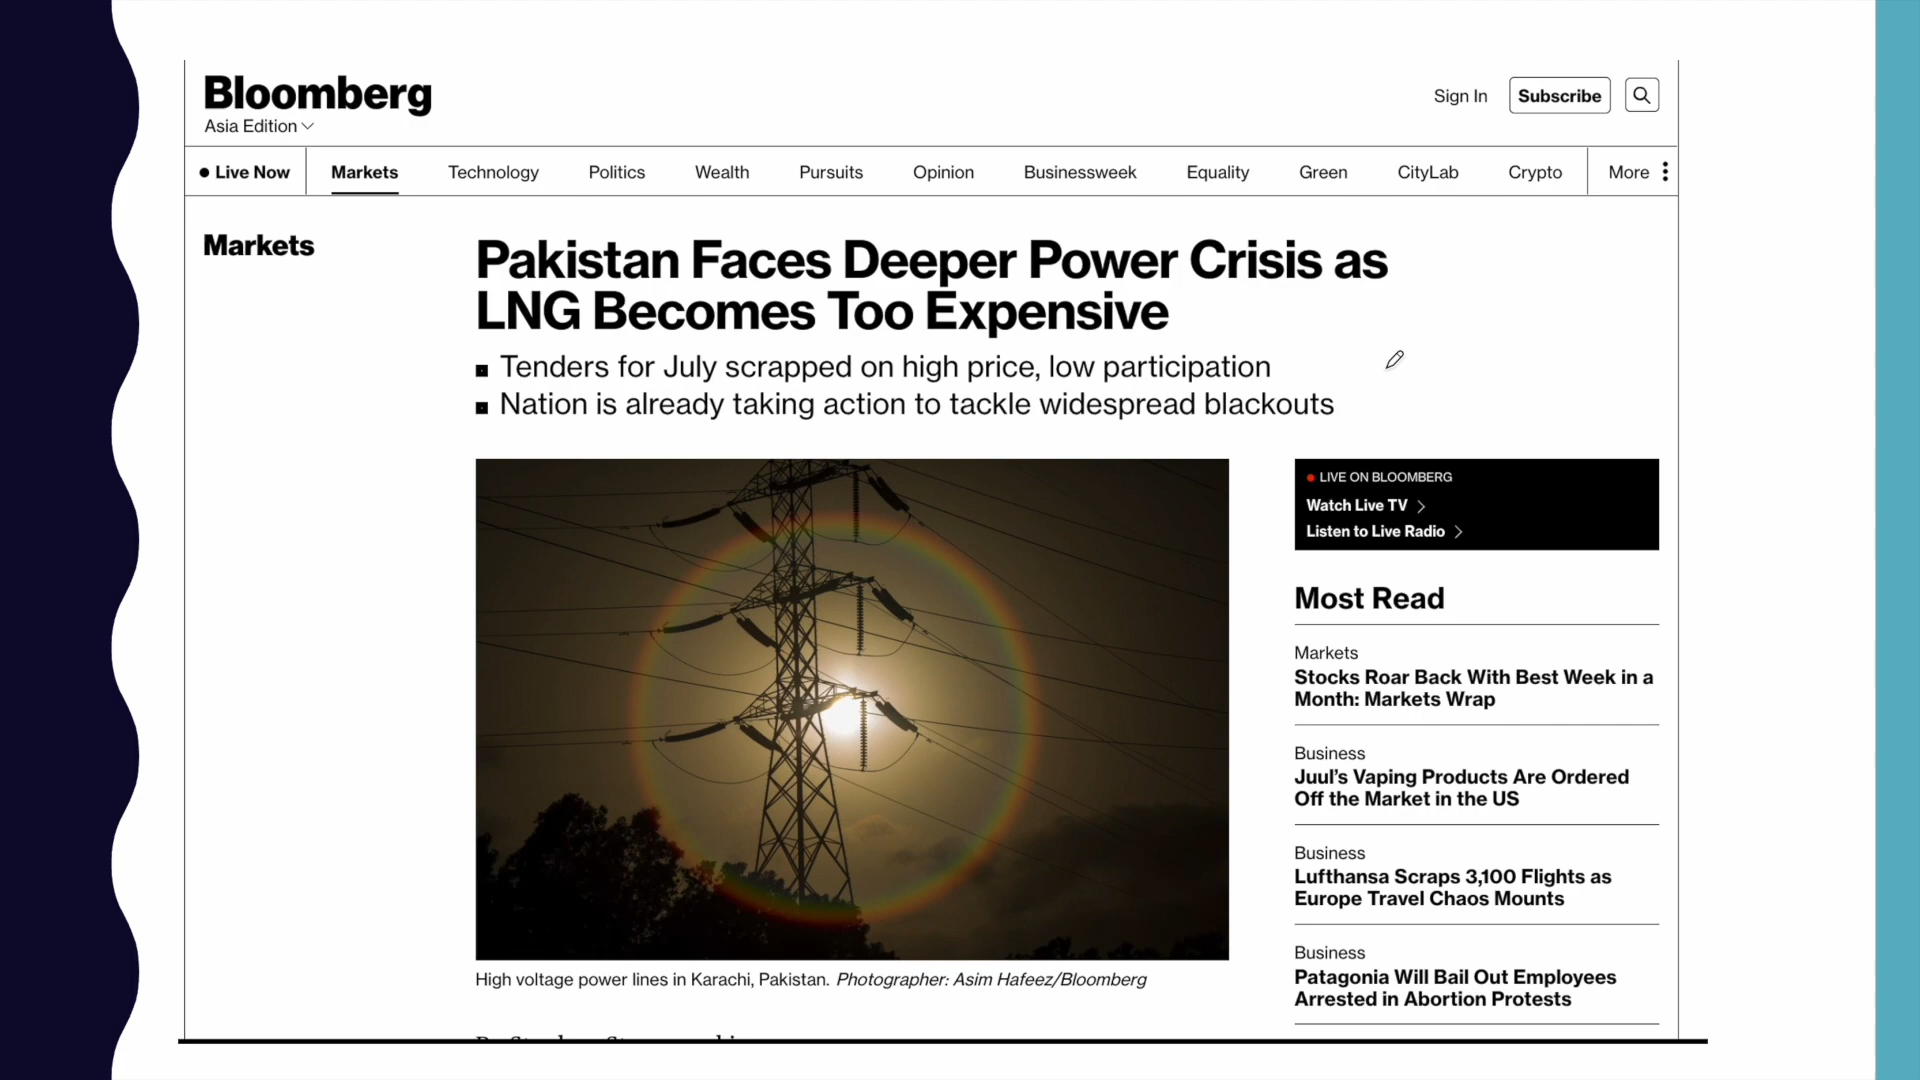 Bloomberg
Asia Edition
Sign In
Subscribe
Live Now
Markets
Technology
Politics
Wealth
Pursuits
Opinion
Businessweek
Equality
Green
CityLab
Crypto
More
Markets
Pakistan Faces Deeper Power Crisis as
LNG Becomes Too Expensive
Tenders for July scrapped on high price, low participation
Nation is already taking action to tackle widespread blackouts
High voltage power lines in Karachi, Pakistan. Photographer: Asim Hafeez/Bloomberg
LIVE ON BLOOMBERG
Watch Live TV
Listen to Live Radio
Most Read
Markets
Stocks Roar Back With Best Week in a
Month: Markets Wrap
Business
Juul's Vaping Products Are Ordered
Off the Market in the US
Business
Lufthansa Scraps 3,100 Flights as
Europe Travel Chaos Mounts
Business
Patagonia Will Bail Out Employees
Arrested in Abortion Protests